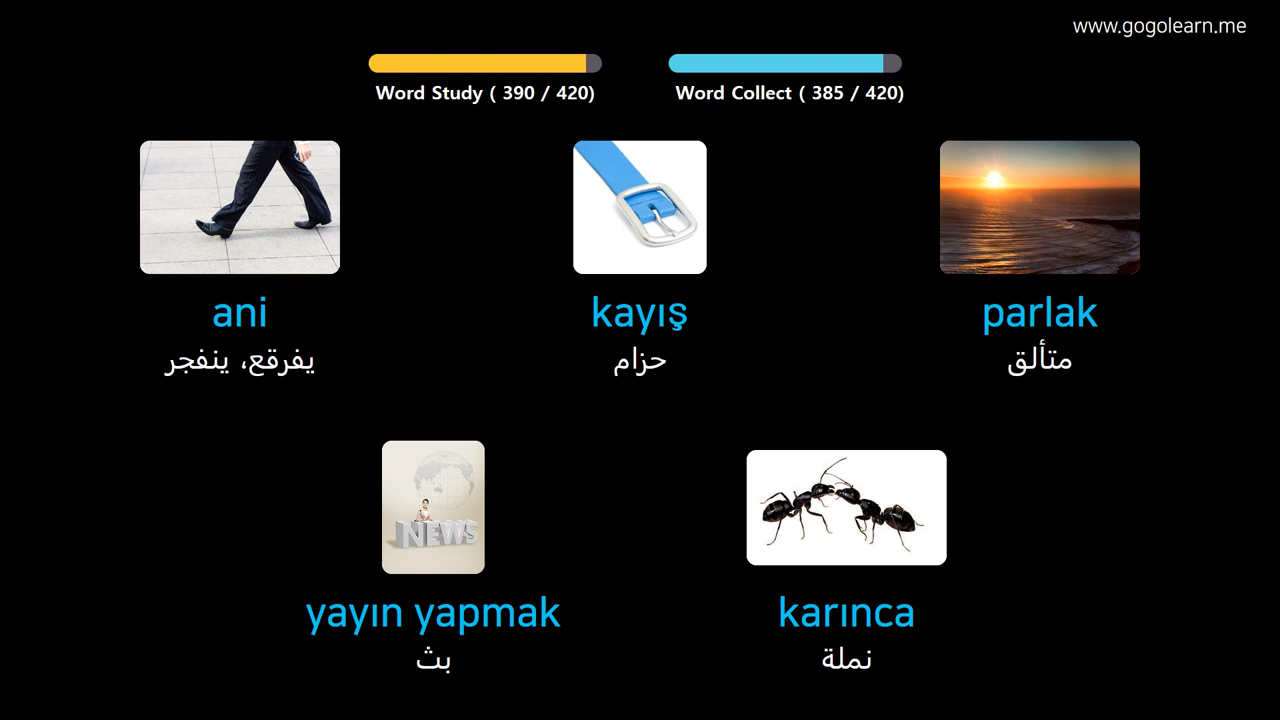 www.gogolearn.me
Word Study ( 390 / 420)
Word Collect ( 385 / 420)
ani
يفرقع، ينفجر
kayış
حزام
parlak
متألق
NEWS
yayın yapmak
بث
karınca
نملة